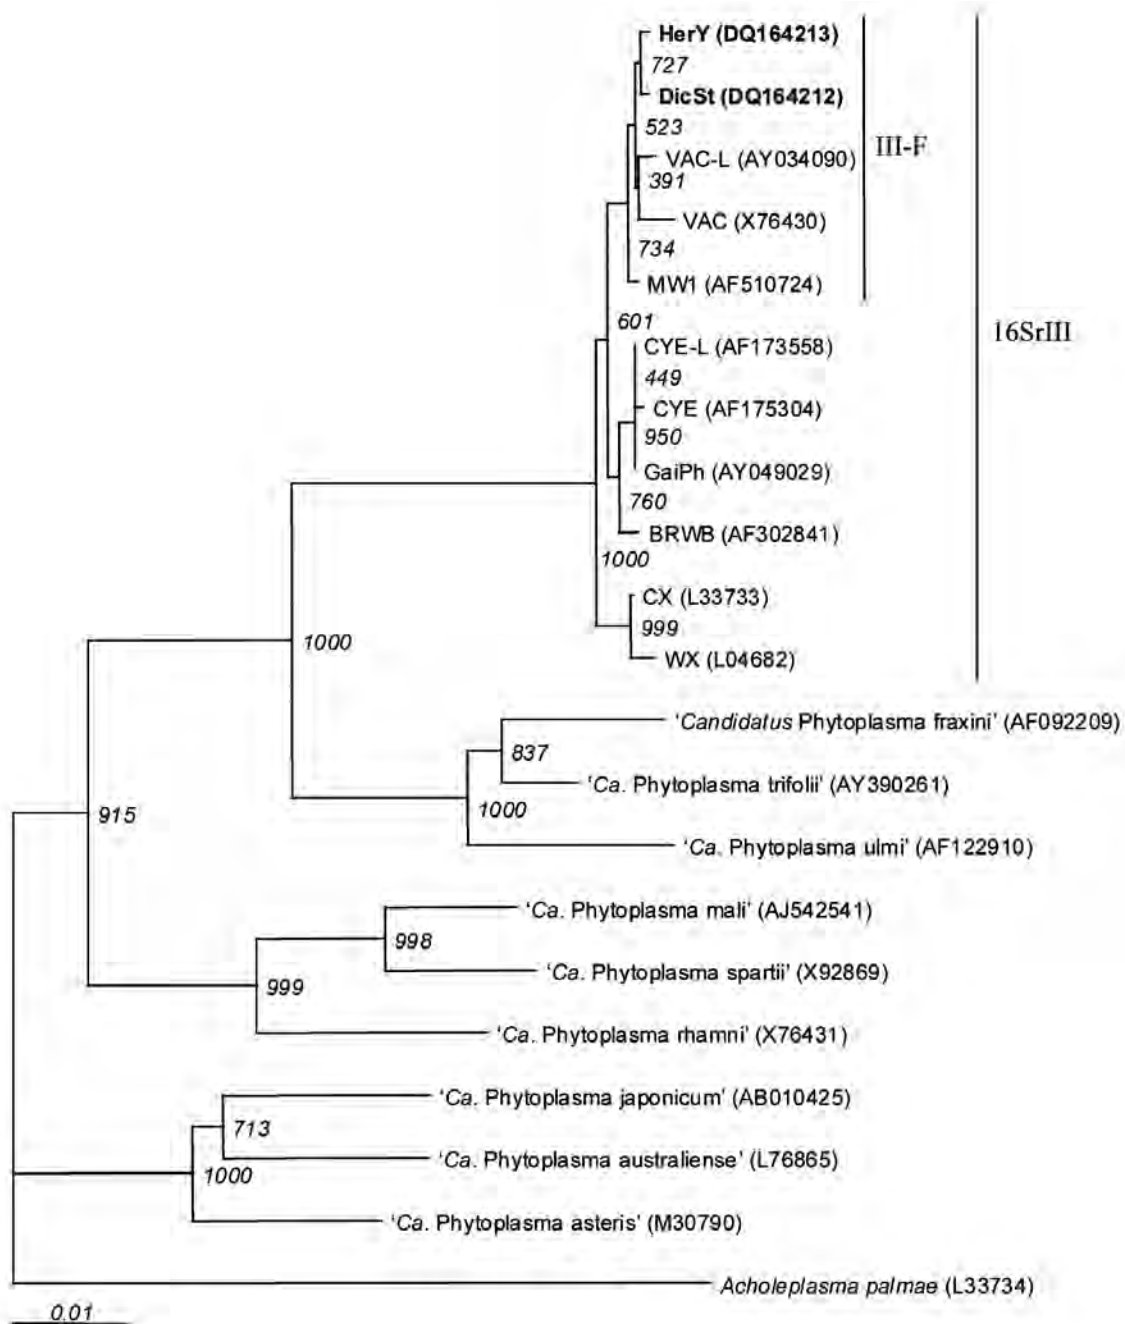 HerY (DQ164213)
727
DicSt (DQ164212)
523
III-F
VAC-L (AY034090)
391
VAC (X76430)
734
MW1 (AF510724)
601
16SrIII
CYE-L (AF173558)
449
CYE (AF175304)
950
GaiPh (AY049029)
760
BRWB (AF302841)
1000
CX (L33733)
999
1000
WX (L04682)
'Candidatus Phytoplasma fraxini' (AF092209)
837
'Ca. Phytoplasma trifolii' (AY390261)
1000
915
'Ca. Phytoplasma ulmi' (AF122910)
'Ca. Phytoplasma mali' (AJ542541)
998
'Ca. Phytoplasma spartii' (X92869)
999
'Ca. Phytoplasma rhamni' (X76431)
'Ca. Phytoplasma japonicum' (AB010425)
713
'Ca. Phytoplasma australiense' (L76865)
1000
'Ca. Phytoplasma asteris' (M30790)
Acholeplasma palmae (L33734)
0.01